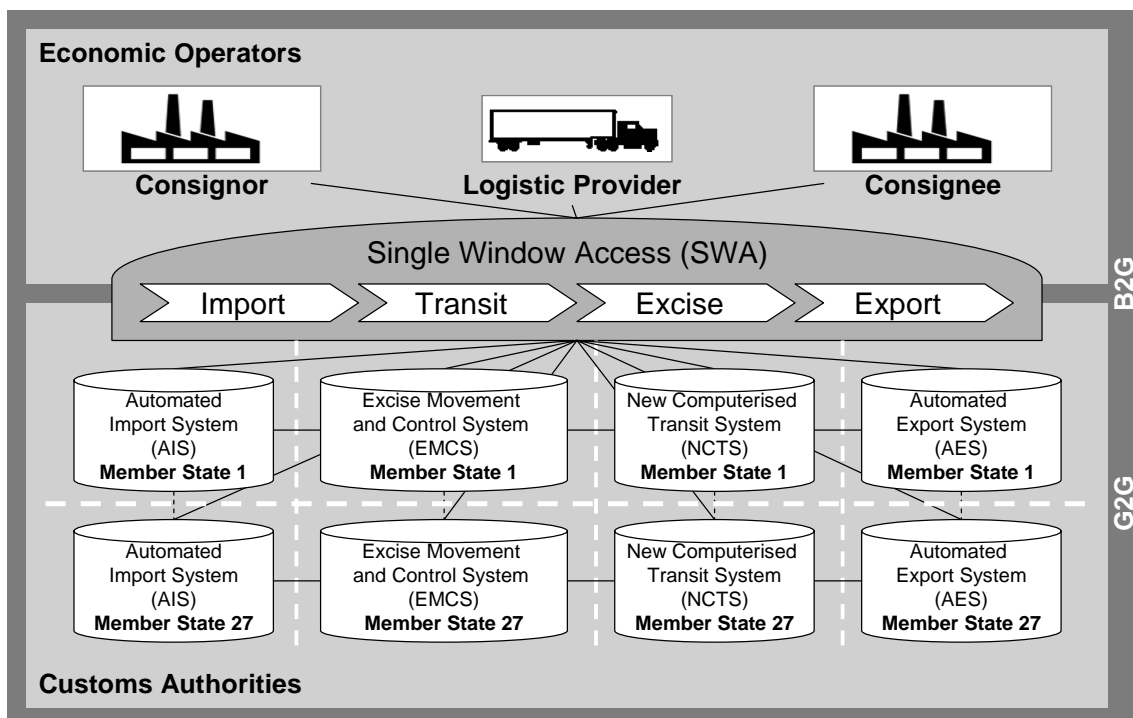 Economic Operators
Consignor
Logistic Provider
Consignee
Single Window Access (SWA)
Import
Transit
Excise
Export
B2G
Automated
Import System
(AIS)
Member State 1
Excise Movement
and Control System
(EMCS)
Member State 1
New Computerised
Transit System
(NCTS)
Member State 1
Automated
Export System
(AES)
Member State 1
G2G
Automated
Import System
(AIS)
Member State 27
Excise Movement
and Control System
(EMCS)
Member State 27
New Computerised
Transit System
(NCTS)
Member State 27
Automated
Export System
(AES)
Member State 27
Customs Authorities